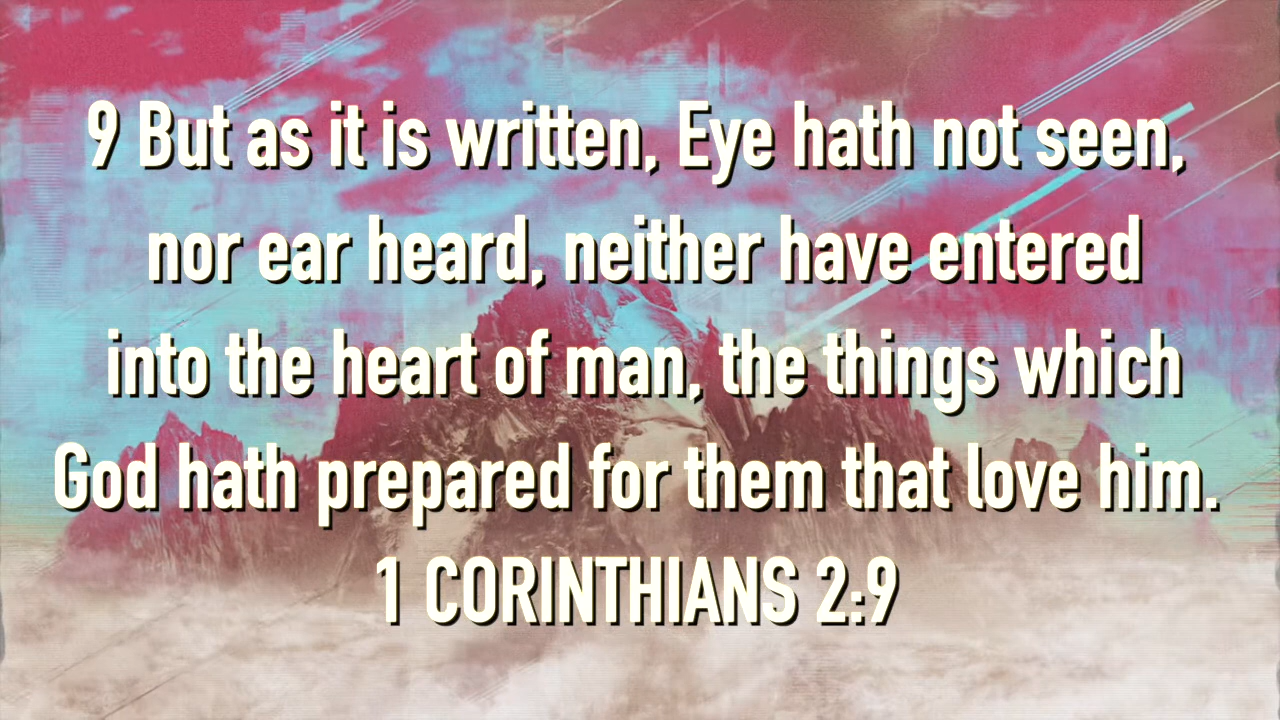 9 But as it is written, Eye hath not seen,
nor ear heard, neither have entered
into the heart of man, the things which
God hath prepared for them that love him.
1 CORINTHIANS 2:9